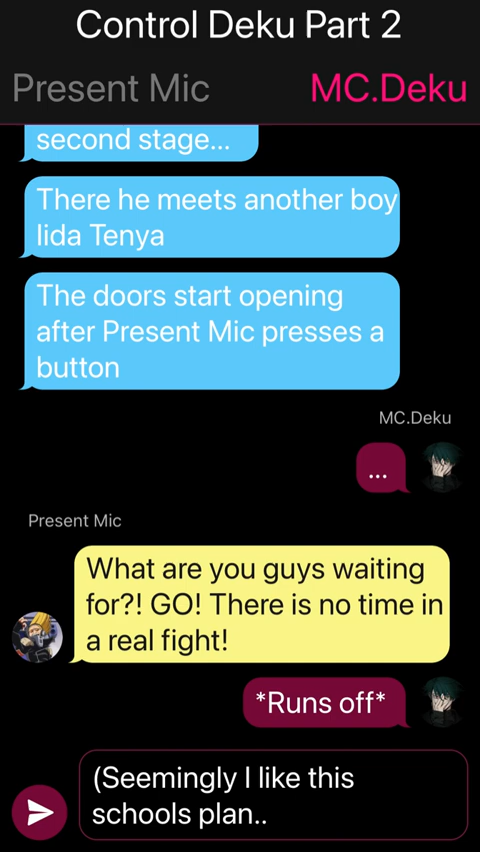 Control Deku Part 2
Present Mic
MC.Deku
second stage...
There he meets another boy
Iida Tenya
The doors start opening
after Present Mic presses a
button
MC.Deku
...
Present Mic
What are you guys waiting
for?! GO! There is no time in
a real fight!
*Runs off*
(Seemingly I like this
schools plan..